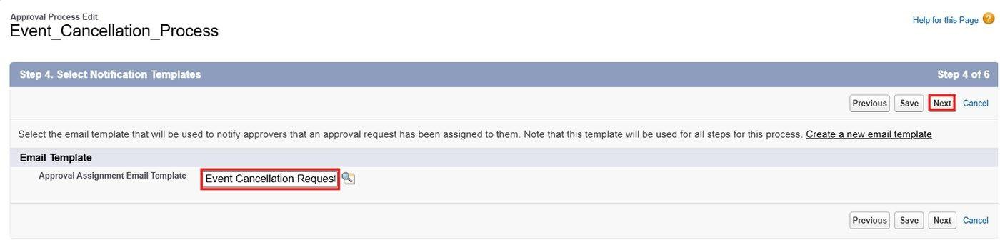 Approval Process Edit
Event_Cancellation_Process
Help for this Page ?
Step 4. Select Notification Templates
Step 4 of 6
Previous Save Next Cancel
Select the email template that will be used to notify approvers that an approval request has been assigned to them. Note that this template will be used for all steps for this process. Create a new email template
Email Template
Approval Assignment Email Template Event Cancellation Request
Previous Save Next Cancel